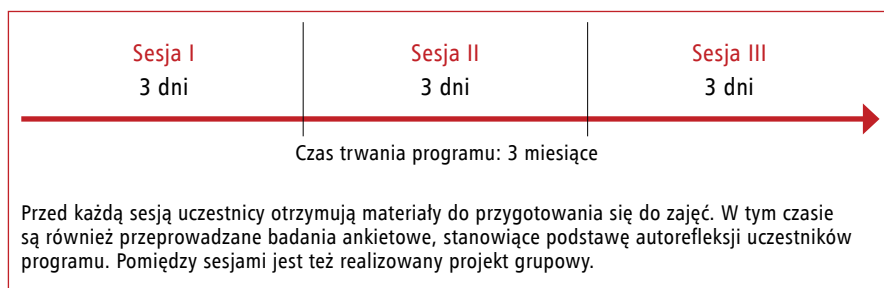 Sesja I
3 dni
Sesja II
3 dni
Sesja III
3 dni
Czas trwania programu: 3 miesiące
Przed każdą sesją uczestnicy otrzymują materiały do przygotowania się do zajęć. W tym czasie
są również przeprowadzane badania ankietowe, stanowiące podstawę autorefleksji uczestników
programu. Pomiędzy sesjami jest też realizowany projekt grupowy.